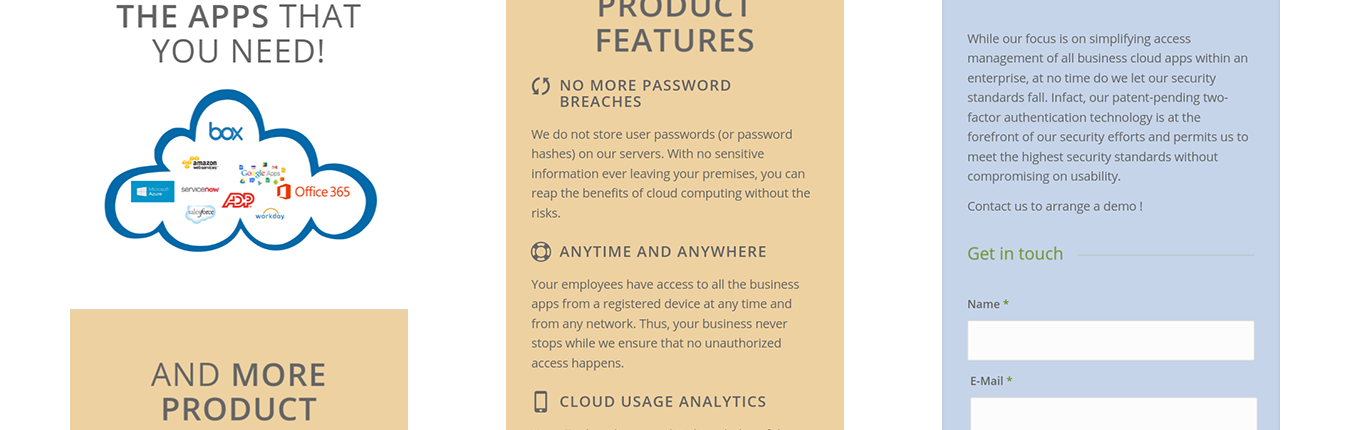 THE APPS THAT
YOU NEED!
box
amazon
webservices
Google Apps
Microsoft
Azure
servicenow
ADP
Office 365
salesforce
workday
AND MORE
PRODUCT
PRODUCT
FEATURES
NO MORE PASSWORD
BREACHES
We do not store user passwords (or password
hashes) on our servers. With no sensitive
information ever leaving your premises, you can
reap the benefits of cloud computing without the
risks.
ANYTIME AND ANYWHERE
Your employees have access to all the business
apps from a registered device at any time and
from any network. Thus, your business never
stops while we ensure that no unauthorized
access happens.
CLOUD USAGE ANALYTICS
While our focus is on simplifying access
management of all business cloud apps within an
enterprise, at no time do we let our security
standards fall. Infact, our patent-pending two-
factor authentication technology is at the
forefront of our security efforts and permits us to
meet the highest security standards without
compromising on usability.
Contact us to arrange a demo !
Get in touch
Name *
E-Mail *